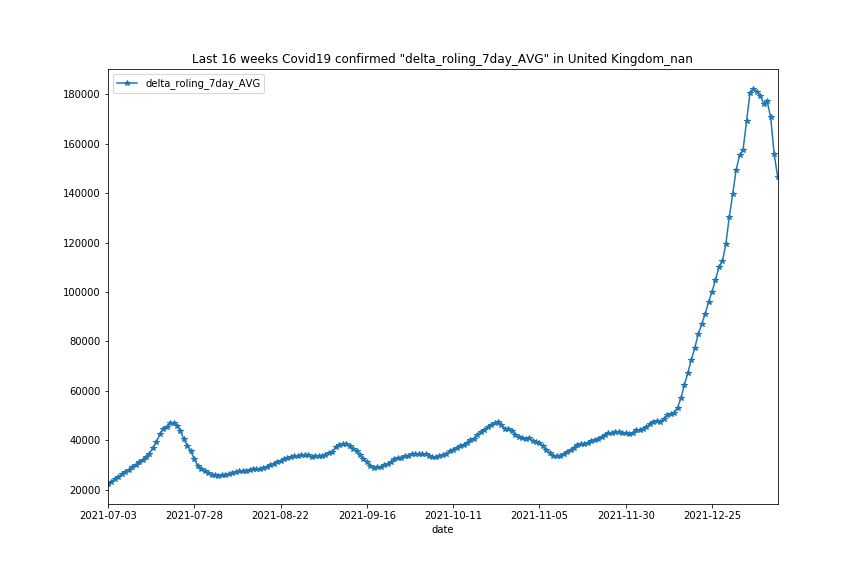 Last 16 weeks Covid19 confirmed "delta_roling_7day_AVG" in United Kingdom_nan
delta_roling_7day_AVG
180000
160000
140000
120000
100000
80000
60000
40000
20000
2021-07-03 2021-07-28 2021-08-22 2021-09-16 2021-10-11 2021-11-05 2021-11-30 2021-12-25
date